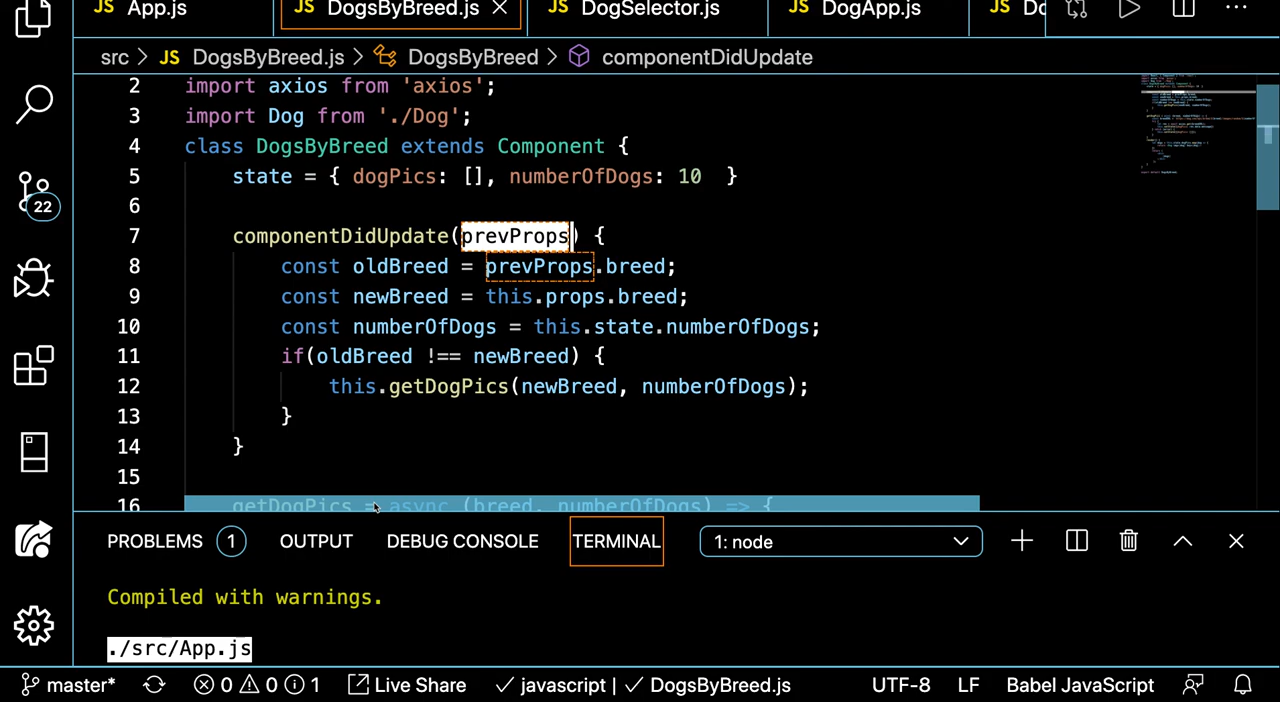 JS App.js JS DogsByBreed.js JS DogSelector.js JS DogApp.js JS
src > JS DogsByBreed.js > DogsByBreed > componentDidUpdate
2 import axios from 'axios';
3 import Dog from './Dog';
4 class DogsByBreed extends Component {
5 state = { dogPics: [], numberOfDogs: 10 }
6
7 componentDidUpdate(prevProps) {
8 const oldBreed = prevProps.breed;
9 const newBreed = this.props.breed;
10 const numberOfDogs = this.state.numberOfDogs;
11 if(oldBreed !== newBreed) {
12 this.getDogPics(newBreed, numberOfDogs);
13 }
14 }
15
16 getDogPics = async (breed, numberOfDogs) => {
22
PROBLEMS 1 OUTPUT DEBUG CONSOLE TERMINAL 1: node
Compiled with warnings.
./src/App.js
master* 0 0 1 Live Share ✓ javascript | ✓ DogsByBreed.js UTF-8 LF Babel JavaScript